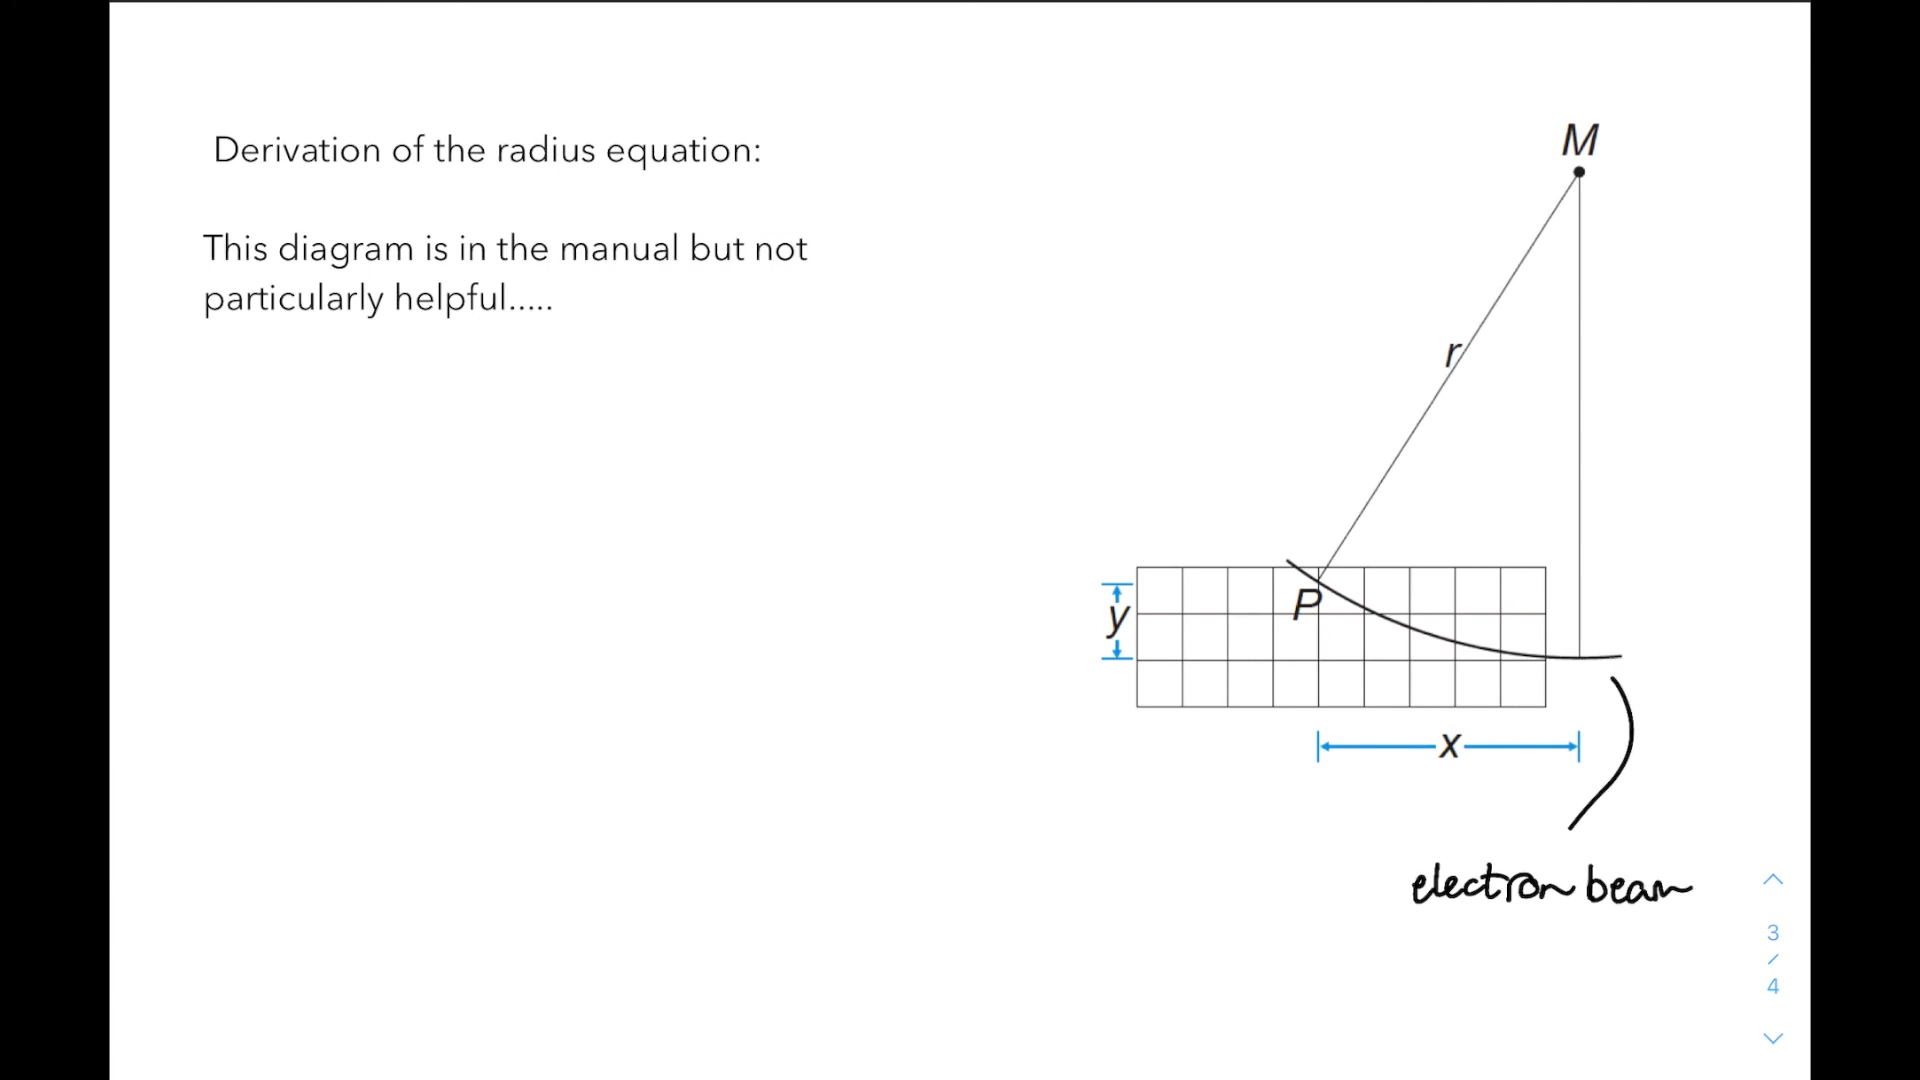 Derivation of the radius equation:
This diagram is in the manual but not
particularly helpful.....
M
r
P
y
x
electron beam
3
/
4